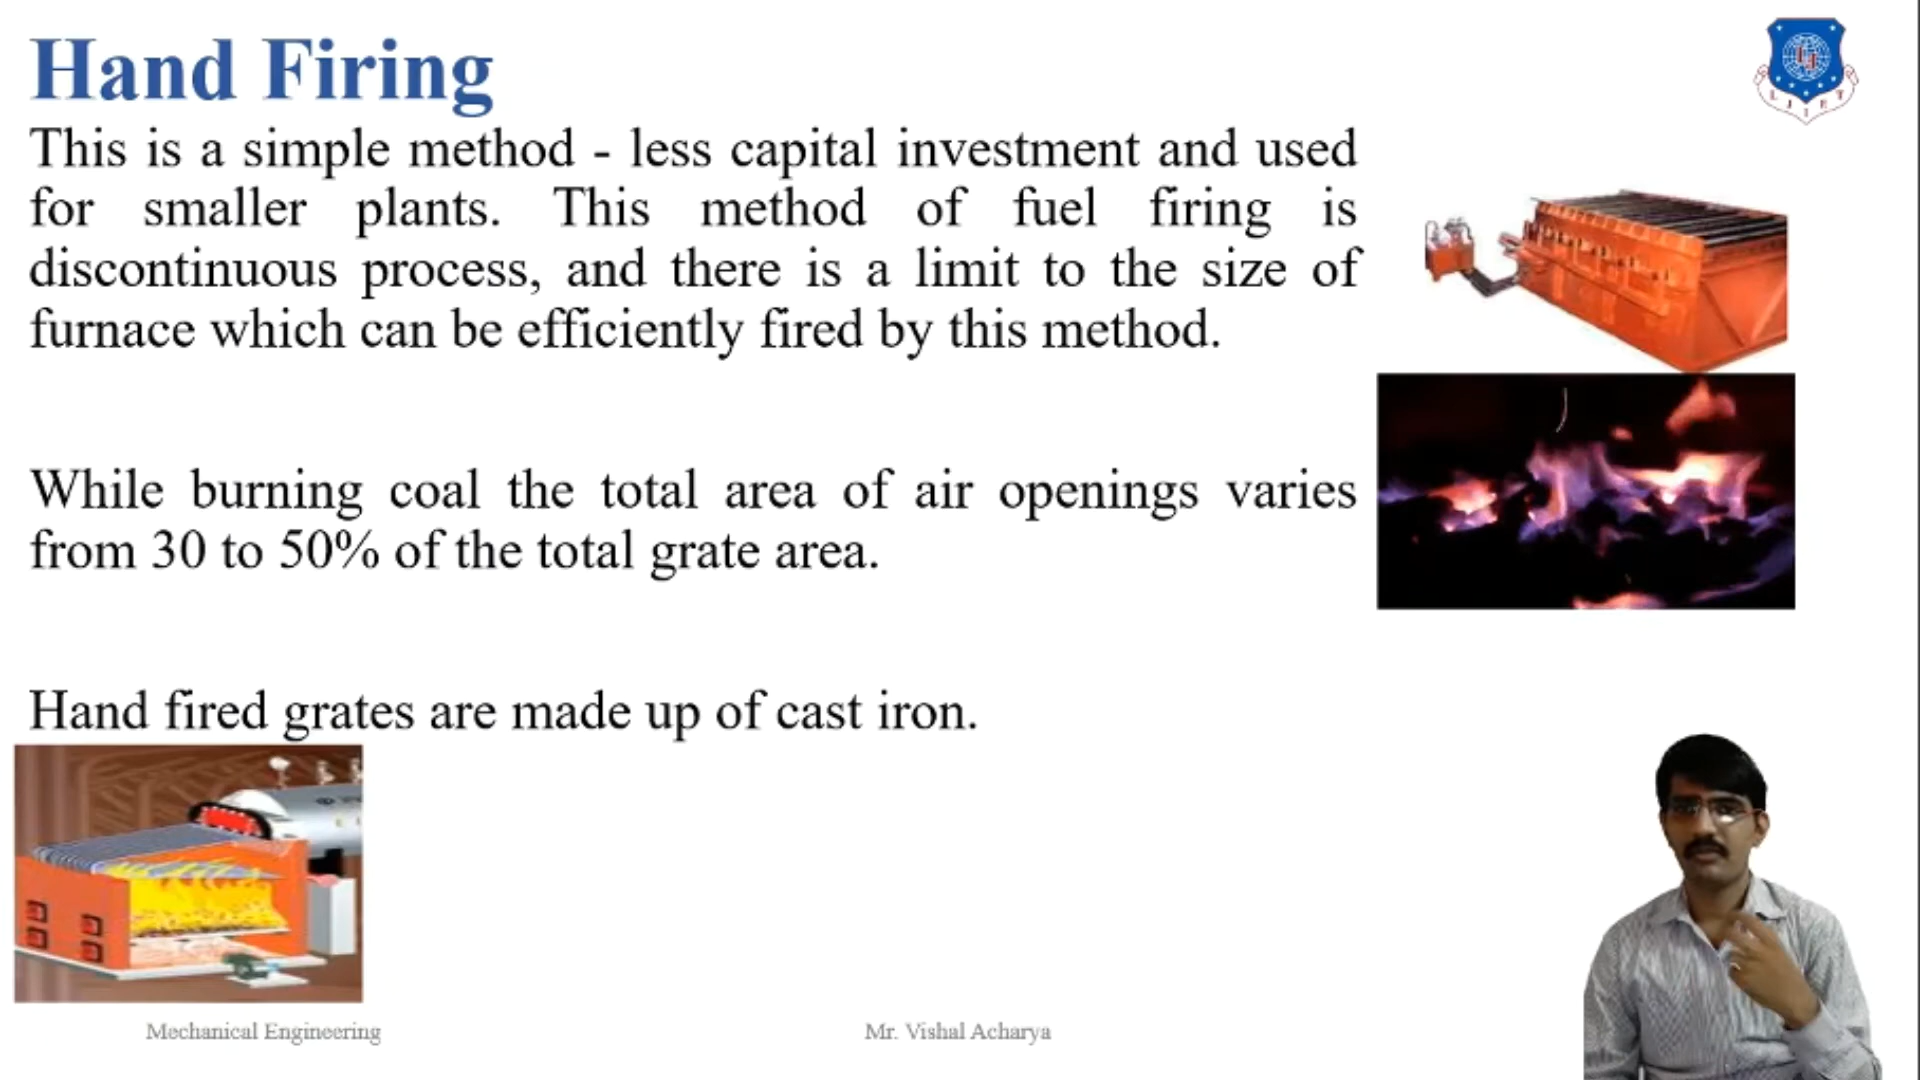 Hand Firing
This is a simple method - less capital investment and used
for smaller plants. This method of fuel firing is
discontinuous process, and there is a limit to the size of
furnace which can be efficiently fired by this method.
While burning coal the total area of air openings varies
from 30 to 50% of the total grate area.
Hand fired grates are made up of cast iron.
Mechanical Engineering
Mr. Vishal Acharya